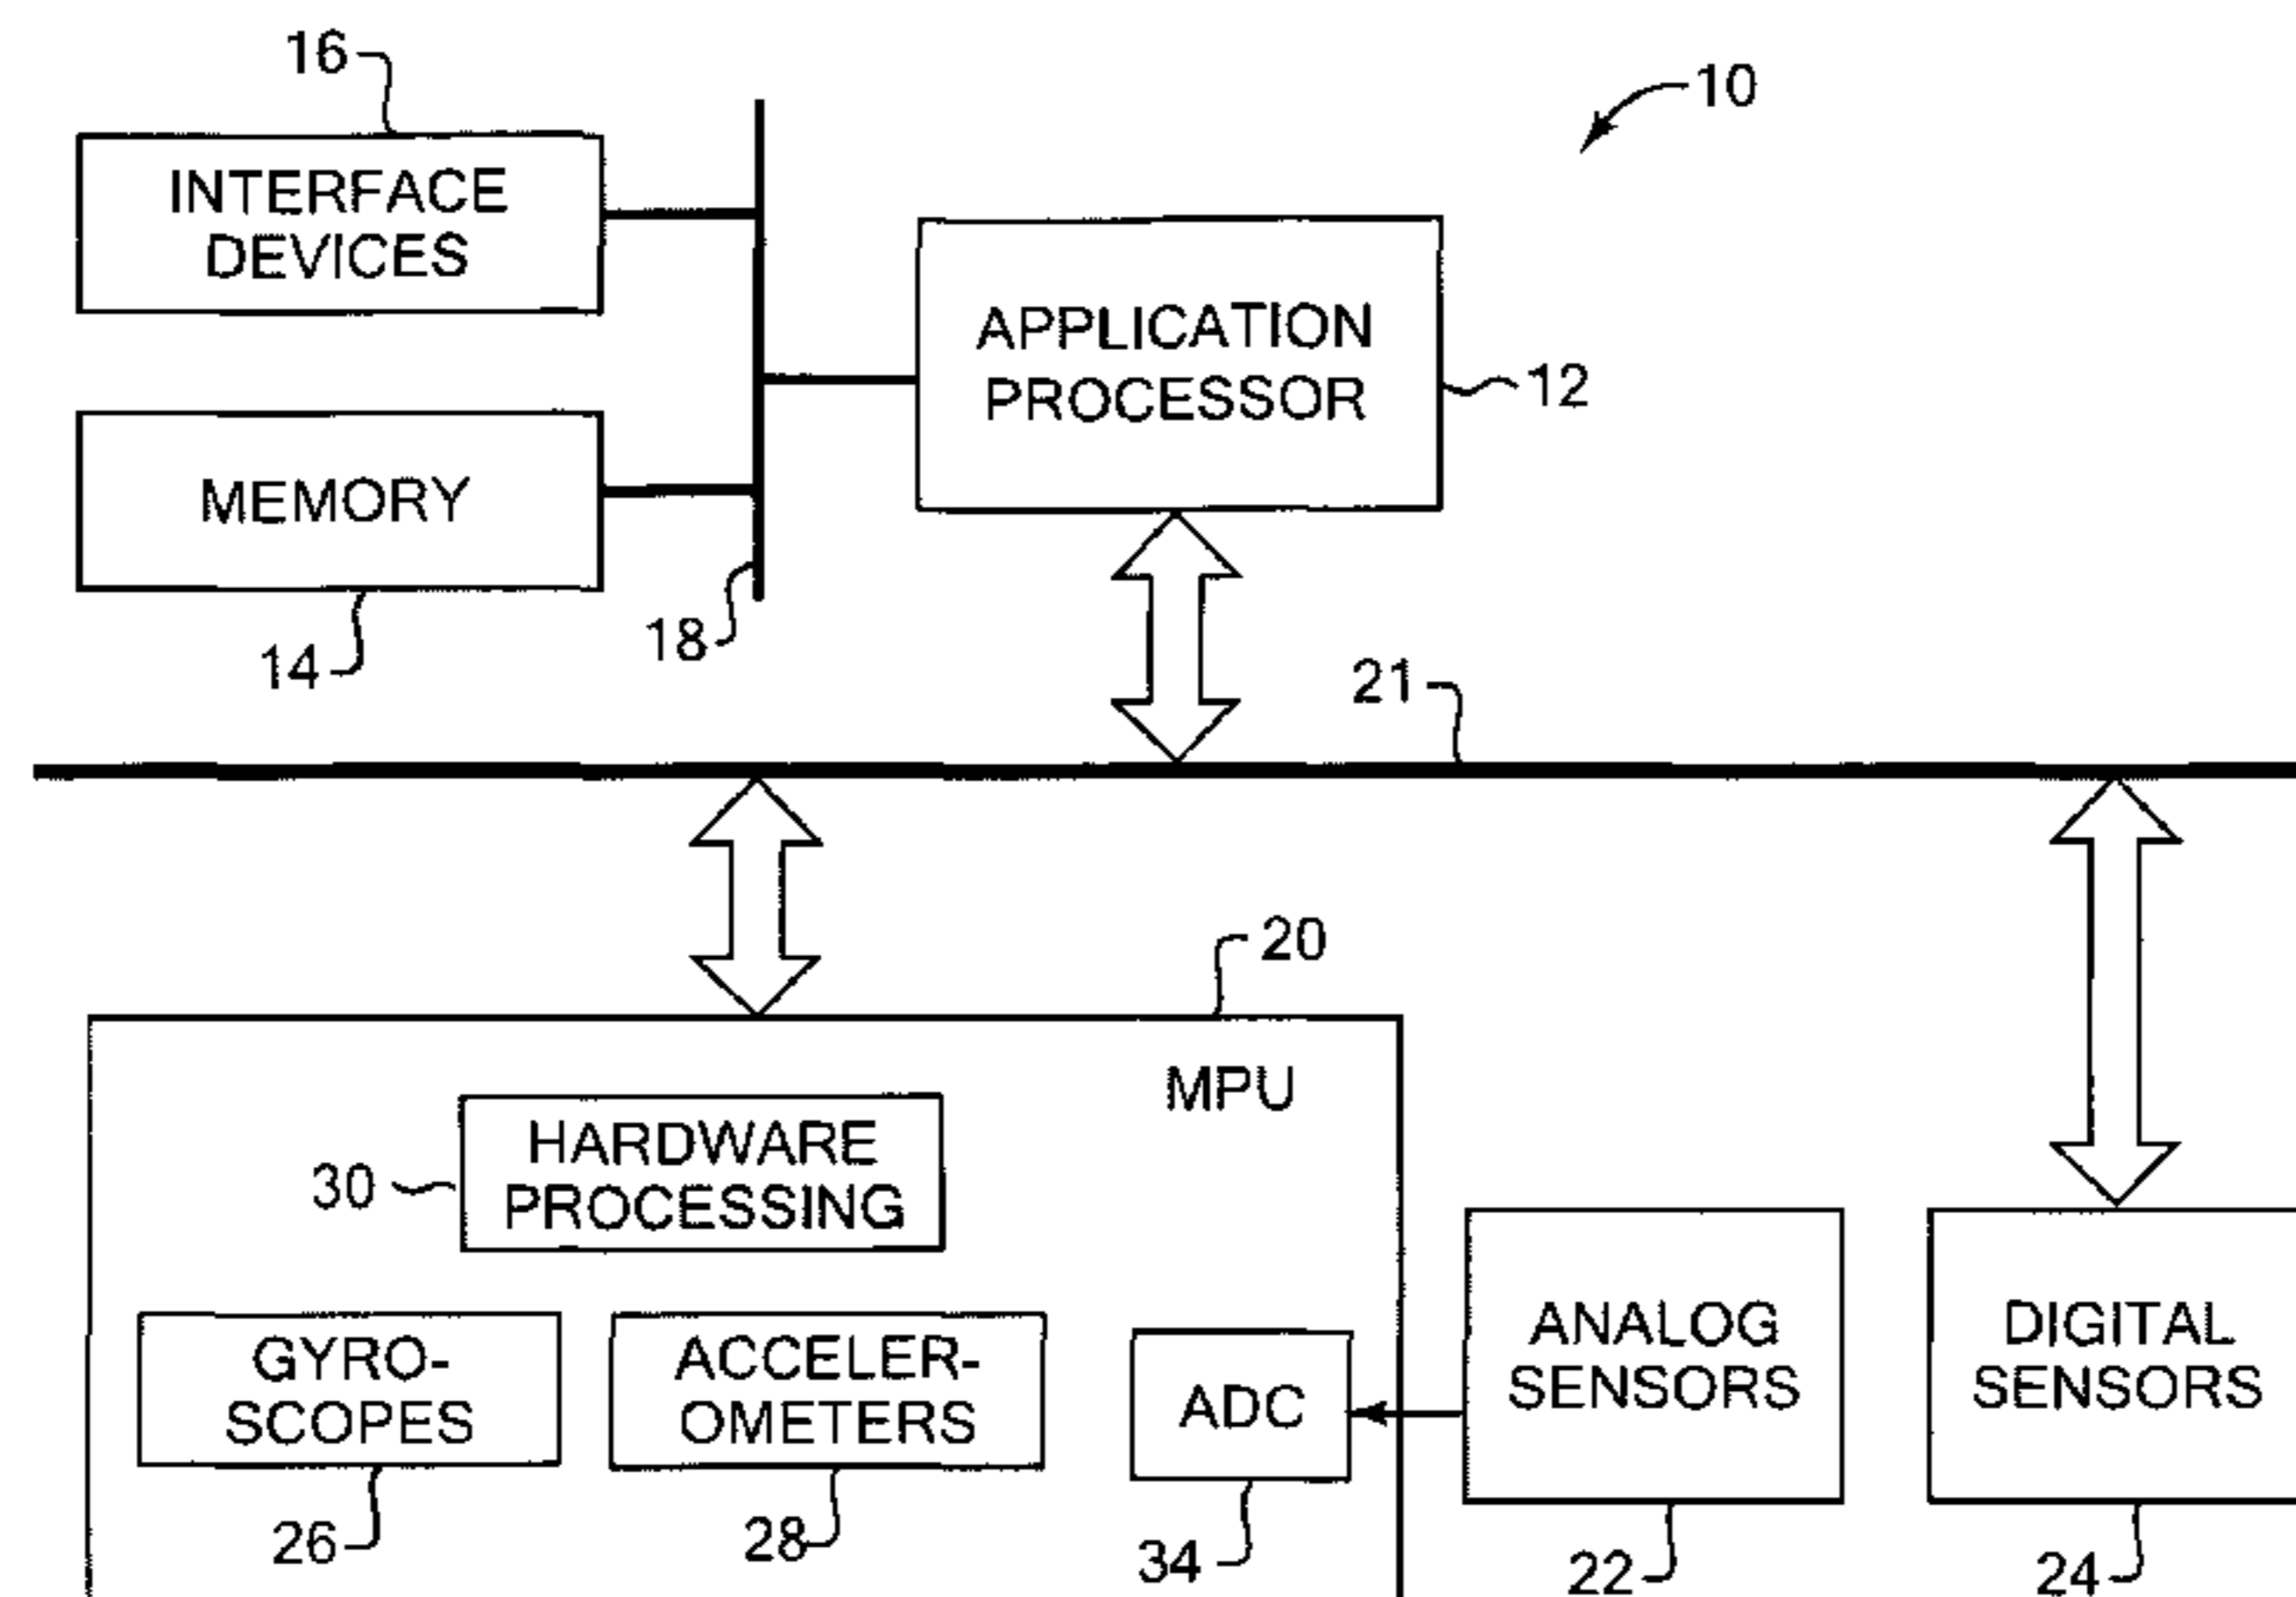 16
10
INTERFACE
DEVICES
APPLICATION
PROCESSOR
12
MEMORY
14
18
21
20
MPU
HARDWARE
PROCESSING
30
GYRO-
SCOPES
ACCELER-
OMETERS
ADC
ANALOG
SENSORS
DIGITAL
SENSORS
26
28
34
22
24